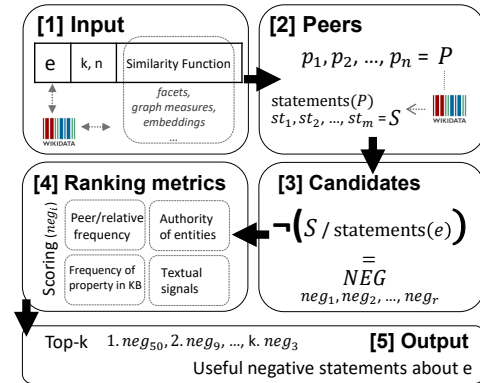 [1] Input
e
k, n
Similarity Function
facets,
graph measures,
embeddings
...
WIKIDATA
[2] Peers
p₁, p₂, ..., pₙ = P
statements(P)
st₁, st₂, ..., stₘ = S
WIKIDATA
[3] Candidates
¬(S / statements(e))
=
NEG
neg₁, neg₂, ..., negᵣ
[4] Ranking metrics
Scoring (negᵢ)
Peer/relative
frequency
Authority
of entities
Frequency of
property in KB
Textual
signals
[5] Output
Top-k 1. neg₅₀, 2. neg₉, ..., k. neg₃
Useful negative statements about e